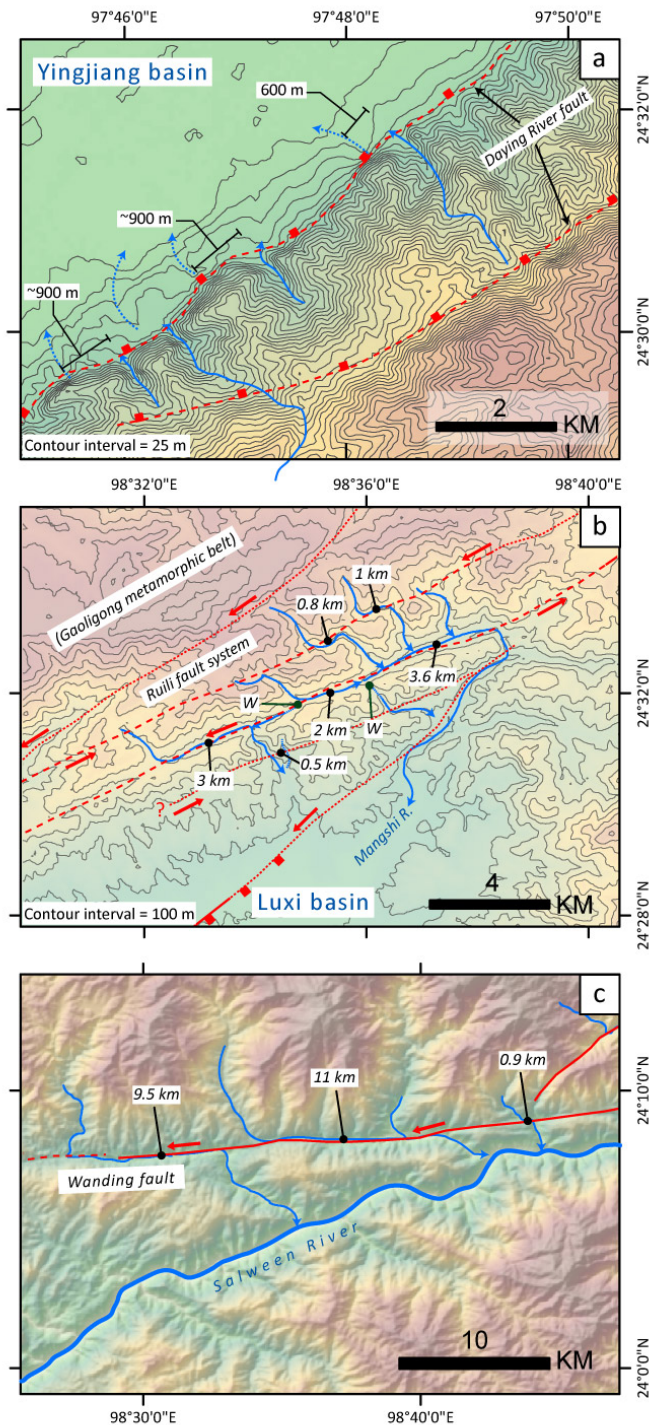 97°46'0"E
97°48'0"E
97°50'0"E
a
Yingjiang basin
600 m
Daying River fault
24°32'0"N
~900 m
~900 m
24°30'0"N
2
KM
Contour interval = 25 m
98°32'0"E
98°36'0"E
98°40'0"E
b
(Gaoligong metamorphic belt)
1 km
0.8 km
Ruili fault system
3.6 km
24°32'0"N
W
2 km
W
3 km
0.5 km
?
Mangshi R.
4
KM
Luxi basin
Contour interval = 100 m
24°28'0"N
c
9.5 km
11 km
0.9 km
24°10'0"N
Wanding fault
Salween River
10
KM
24°0'0"N
98°30'0"E
98°40'0"E